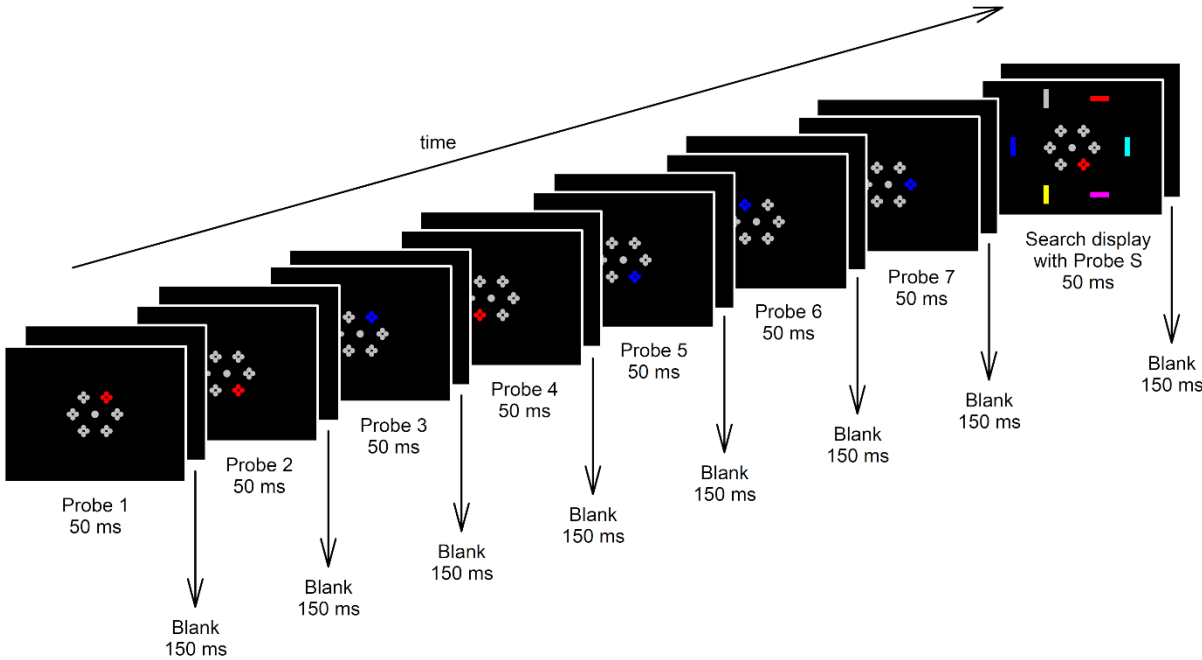 time
Probe 1
50 ms
Blank
150 ms
Probe 2
50 ms
Blank
150 ms
Probe 3
50 ms
Blank
150 ms
Probe 4
50 ms
Blank
150 ms
Probe 5
50 ms
Blank
150 ms
Probe 6
50 ms
Blank
150 ms
Probe 7
50 ms
Blank
150 ms
Search display
with Probe S
50 ms
Blank
150 ms